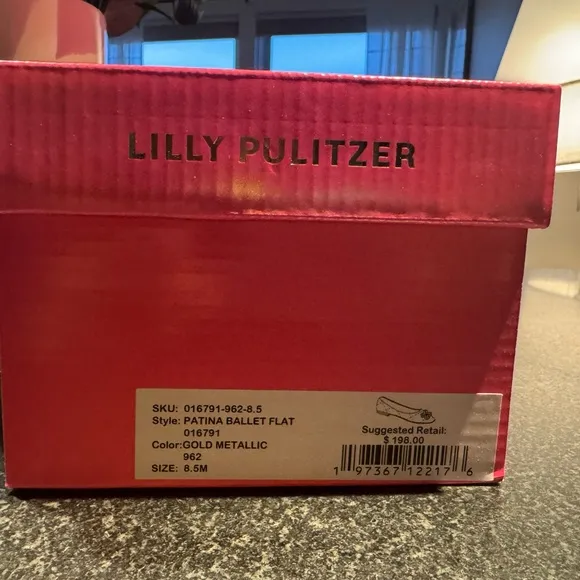 LILLY PULITZER
SKU: 016791-962-8.5
Style: PATINA BALLET FLAT
016791
Color:GOLD METALLIC
962
SIZE: 8.5M
Suggested Retail:
$ 198.00
1 97367 12217 6